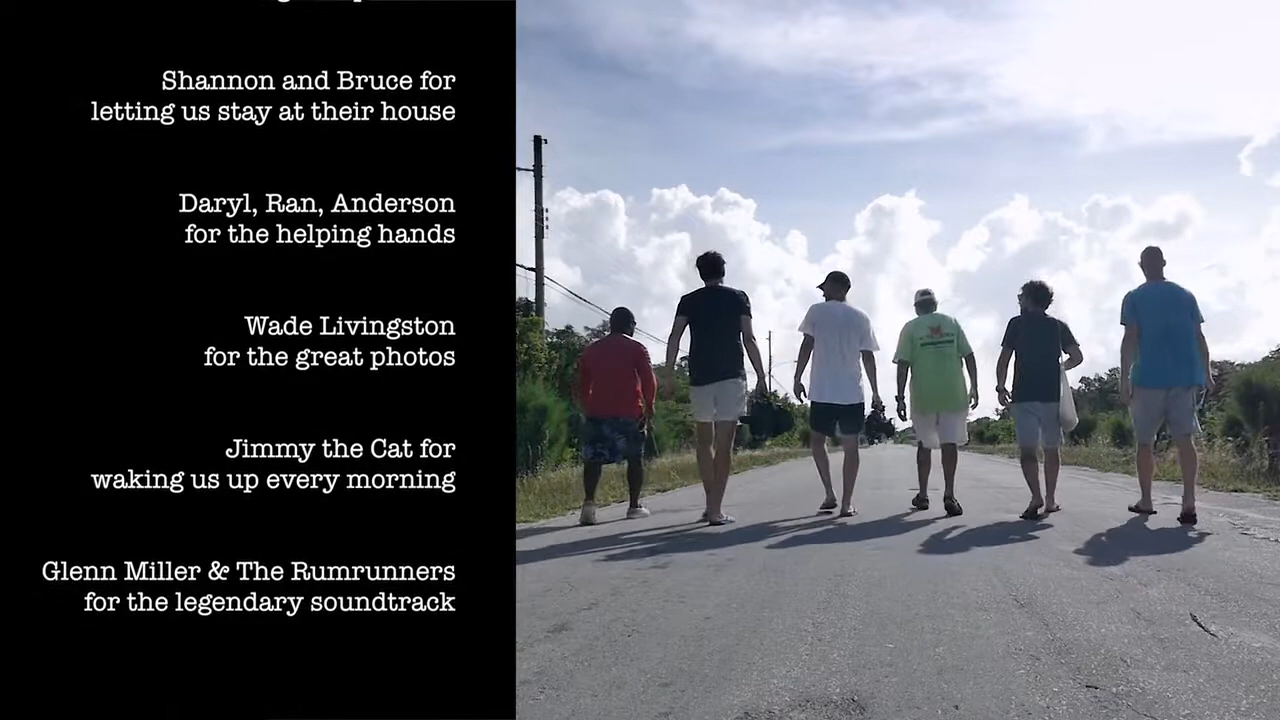 Shannon and Bruce for
letting us stay at their house
Daryl, Ran, Anderson
for the helping hands
Wade Livingston
for the great photos
Jimmy the Cat for
waking us up every morning
Glenn Miller & The Rumrunners
for the legendary soundtrack